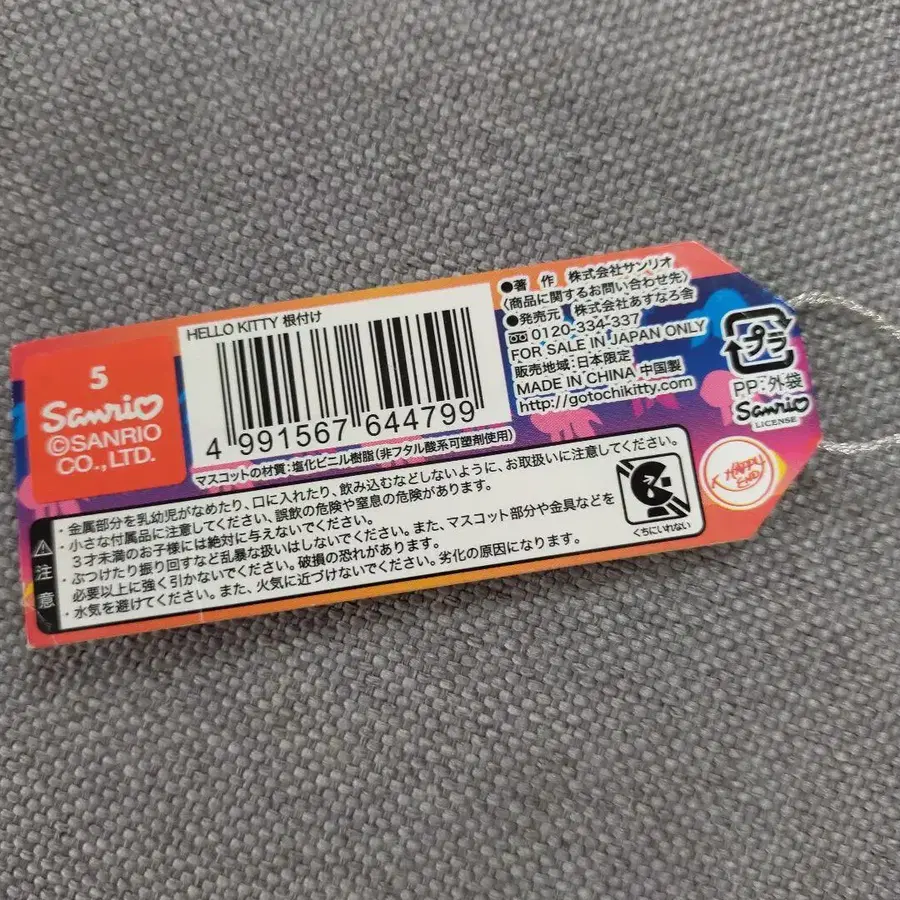 5
Sanrio
©SANRIO
CO., LTD.
HELLO KITTY 根付け
4 991567 644799
マスコットの材質:塩化ビニル樹脂(非フタル酸系可塑剤使用)
●著 作 株式会社サンリオ
〈商品に関するお問い合わせ先〉
●発売元 株式会社あすなろ舎
0120-334-337
FOR SALE IN JAPAN ONLY
販売地域:日本限定
MADE IN CHINA 中国製
http://gotochikitty.com
プラ
PP:外袋
Sanrio
LICENSE
HAPPY
END
注意
・金属部分を乳幼児がなめたり、口に入れたり、飲み込むなどしないように、お取扱いに注意してください。
・小さな付属品に注意してください。誤飲の危険や窒息の危険があります。
3才未満のお子様には絶対に与えないでください。
・ぶつけたり振り回すなど乱暴な扱いはしないでください。また、マスコット部分や金具などを
必要以上に強く引かないでください。破損の恐れがあります。
・水気を避けてください。また、火気に近づけないでください。劣化の原因になります。
くちにいれない